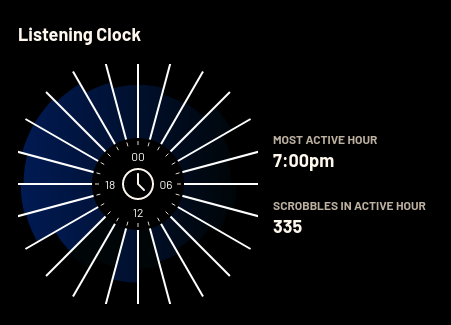 Listening Clock
00
18
06
12
MOST ACTIVE HOUR
7:00pm
SCROBBLES IN ACTIVE HOUR
335